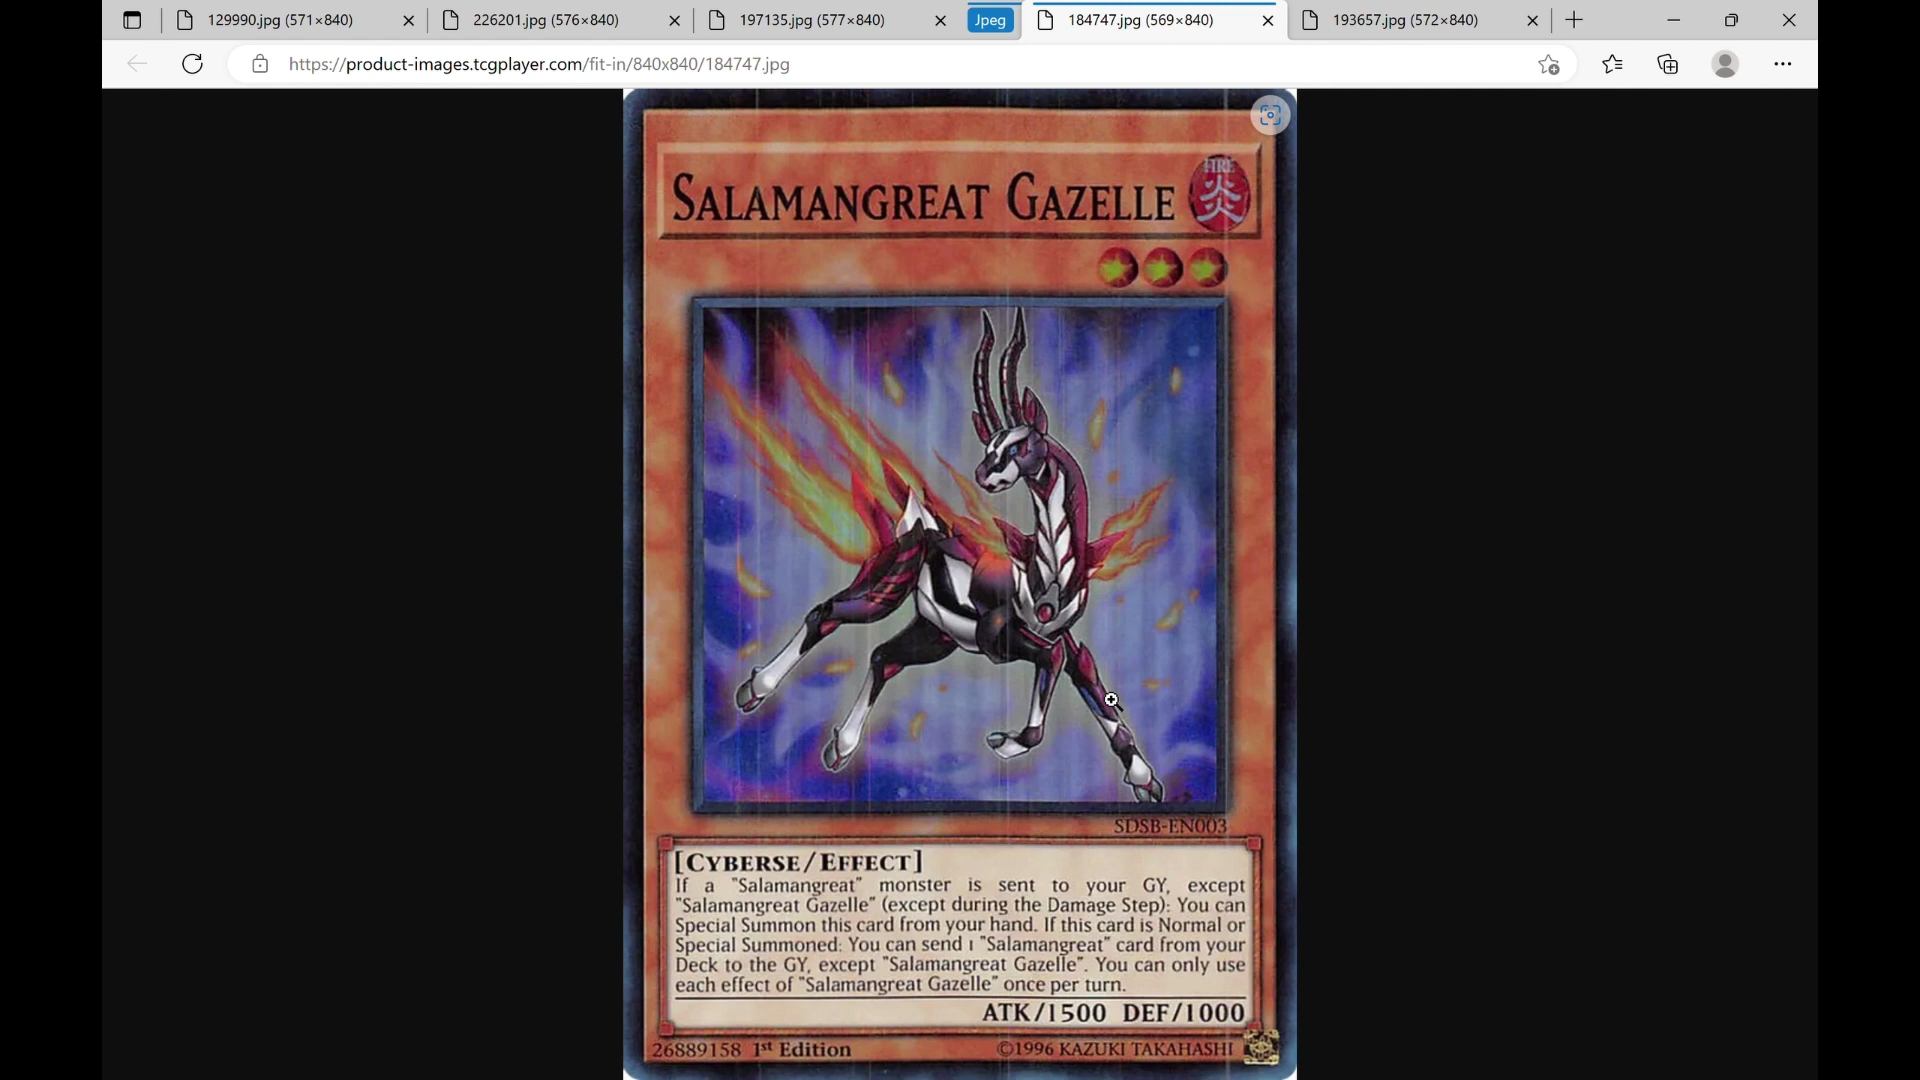 129990.jpg (571×840)
226201.jpg (576×840)
197135.jpg (577×840)
Jpeg
184747.jpg (569×840)
193657.jpg (572×840)
https://product-images.tcgplayer.com/fit-in/840x840/184747.jpg
SALAMANGREAT GAZELLE
FIRE
炎
SDSB-EN003
[CYBERSE/EFFECT]
If a "Salamangreat" monster is sent to your GY, except
"Salamangreat Gazelle" (except during the Damage Step): You can
Special Summon this card from your hand. If this card is Normal or
Special Summoned: You can send 1 "Salamangreat" card from your
Deck to the GY, except "Salamangreat Gazelle". You can only use
each effect of "Salamangreat Gazelle" once per turn.
ATK/1500 DEF/1000
26889158 1st Edition
©1996 KAZUKI TAKAHASHI